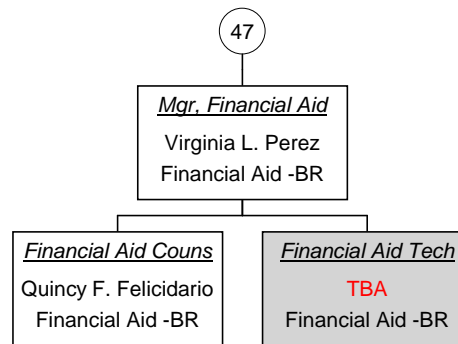 47
Mgr, Financial Aid
Virginia L. Perez
Financial Aid -BR
Financial Aid Couns
Quincy F. Felicidario
Financial Aid -BR
Financial Aid Tech
TBA
Financial Aid -BR